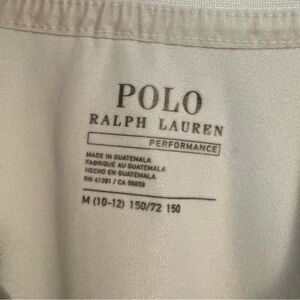 POLO
RALPH LAUREN
PERFORMANCE
MADE IN GUATEMALA
FABRIQUÉ AU GUATEMALA
HECHO EN GUATEMALA
RN 41381 / CA 56858
M (10-12) 150/72 150